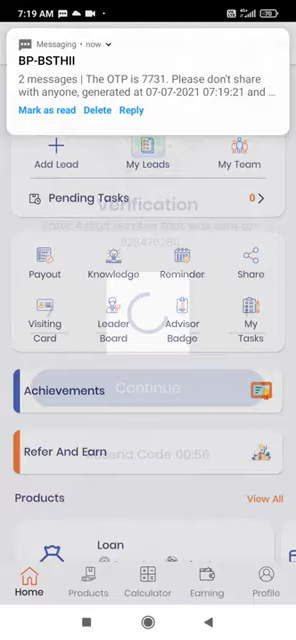 7:19 AM
70
Messaging • now
BP-BSTHII
2 messages | The OTP is 7731. Please don't share
with anyone, generated at 07-07-2021 07:19:21 and ...
Mark as read Delete Reply
Add Lead My Leads My Team
Pending Tasks 0
Verification
Payout Knowledge Reminder Share
Visiting Card
Leader Board
Advisor Badge
My Tasks
Achievements
Continue
Refer And Earn
Resend Code 00:56
Products View All
Loan
Home Products Calculator Earning Profile